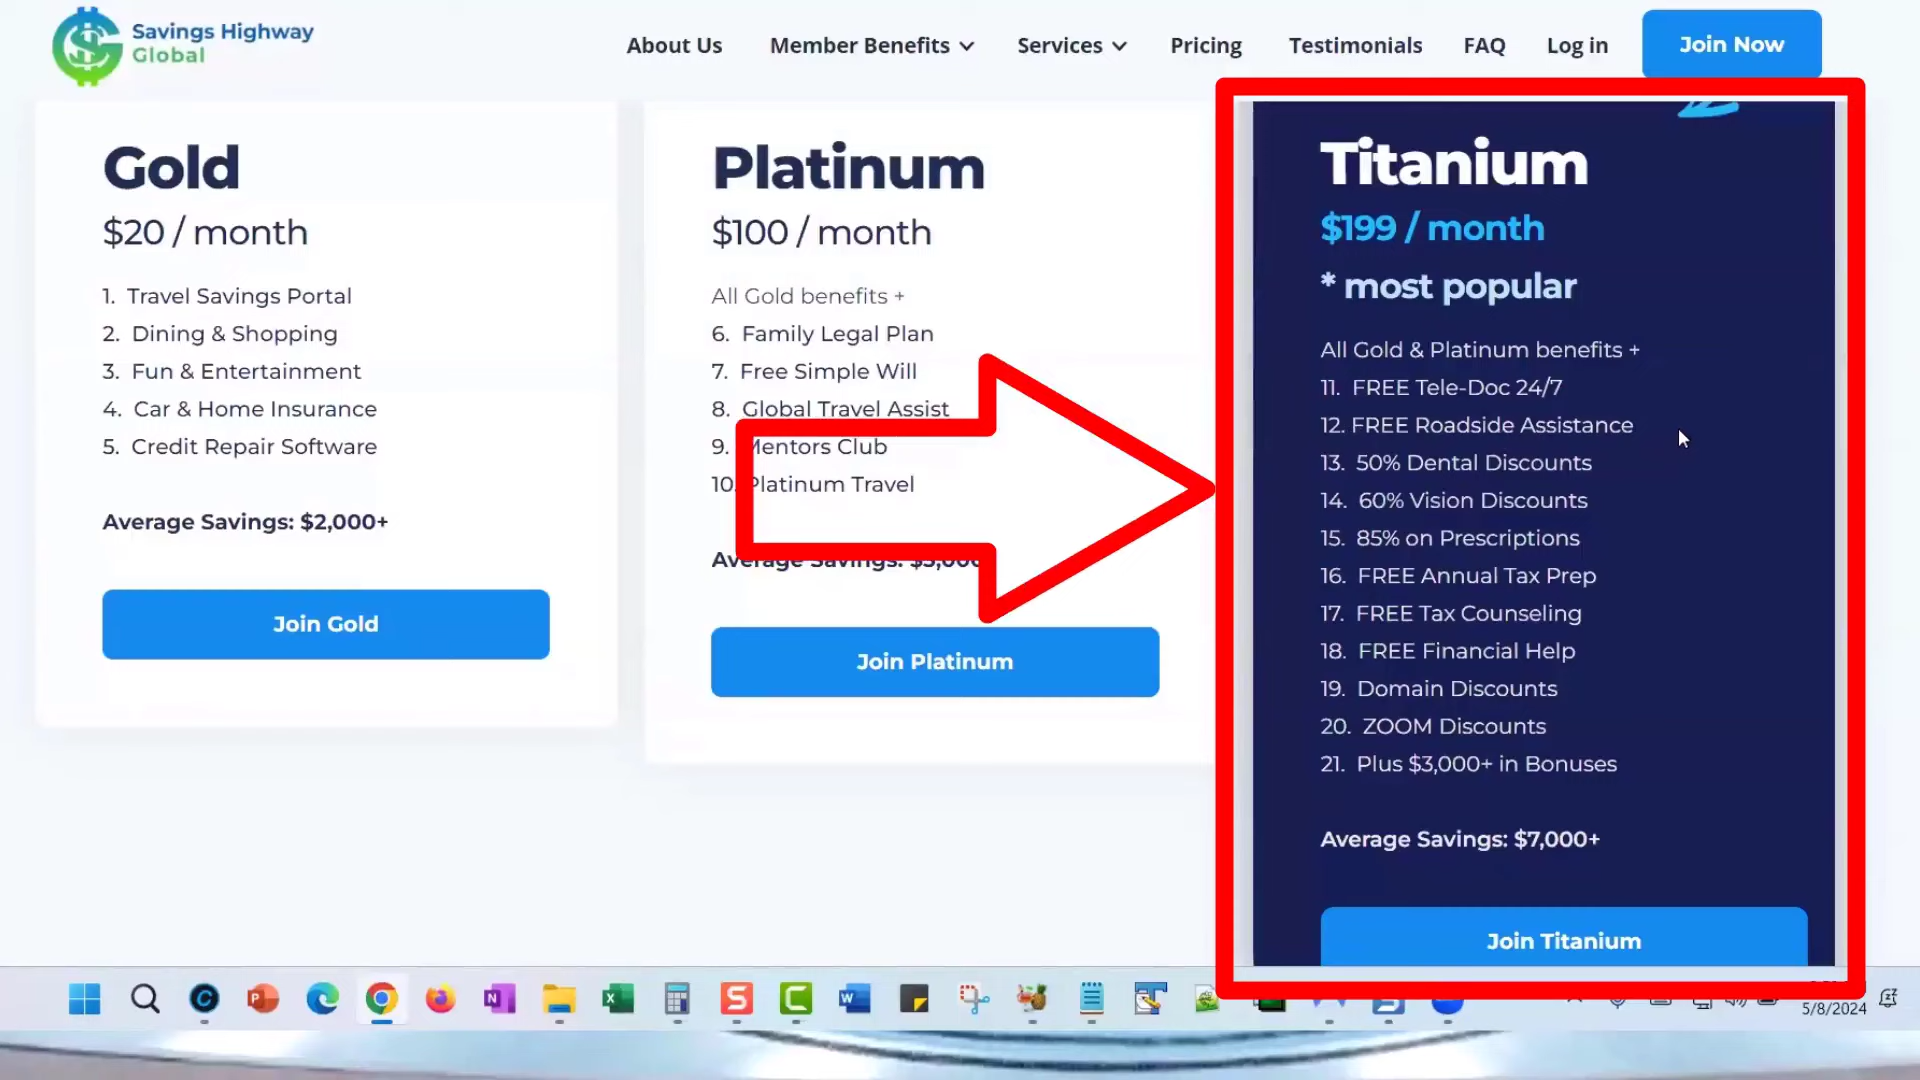 Savings Highway
Global
About Us
Member Benefits
Services
Pricing
Testimonials
FAQ
Log in
Join Now
Gold
$20 / month
1. Travel Savings Portal
2. Dining & Shopping
3. Fun & Entertainment
4. Car & Home Insurance
5. Credit Repair Software
Average Savings: $2,000+
Join Gold
Platinum
$100 / month
All Gold benefits +
6. Family Legal Plan
7. Free Simple Will
8. Global Travel Assist
9. Mentors Club
10. Platinum Travel
Average Savings:
Join Platinum
Titanium
$199 / month
* most popular
All Gold & Platinum benefits +
11. FREE Tele-Doc 24/7
12. FREE Roadside Assistance
13. 50% Dental Discounts
14. 60% Vision Discounts
15. 85% on Prescriptions
16. FREE Annual Tax Prep
17. FREE Tax Counseling
18. FREE Financial Help
19. Domain Discounts
20. ZOOM Discounts
21. Plus $3,000+ in Bonuses
Average Savings: $7,000+
Join Titanium
5/8/2024